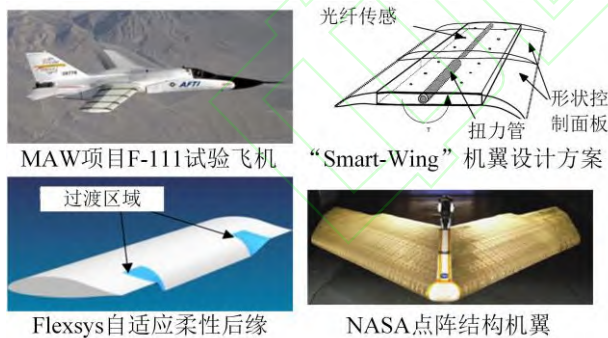 AFTI
MAW项目F-111试验飞机
光纤传感
扭力管
形状控
制面板
T
“Smart-Wing”机翼设计方案
过渡区域
Flexsys自适应柔性后缘
NASA点阵结构机翼